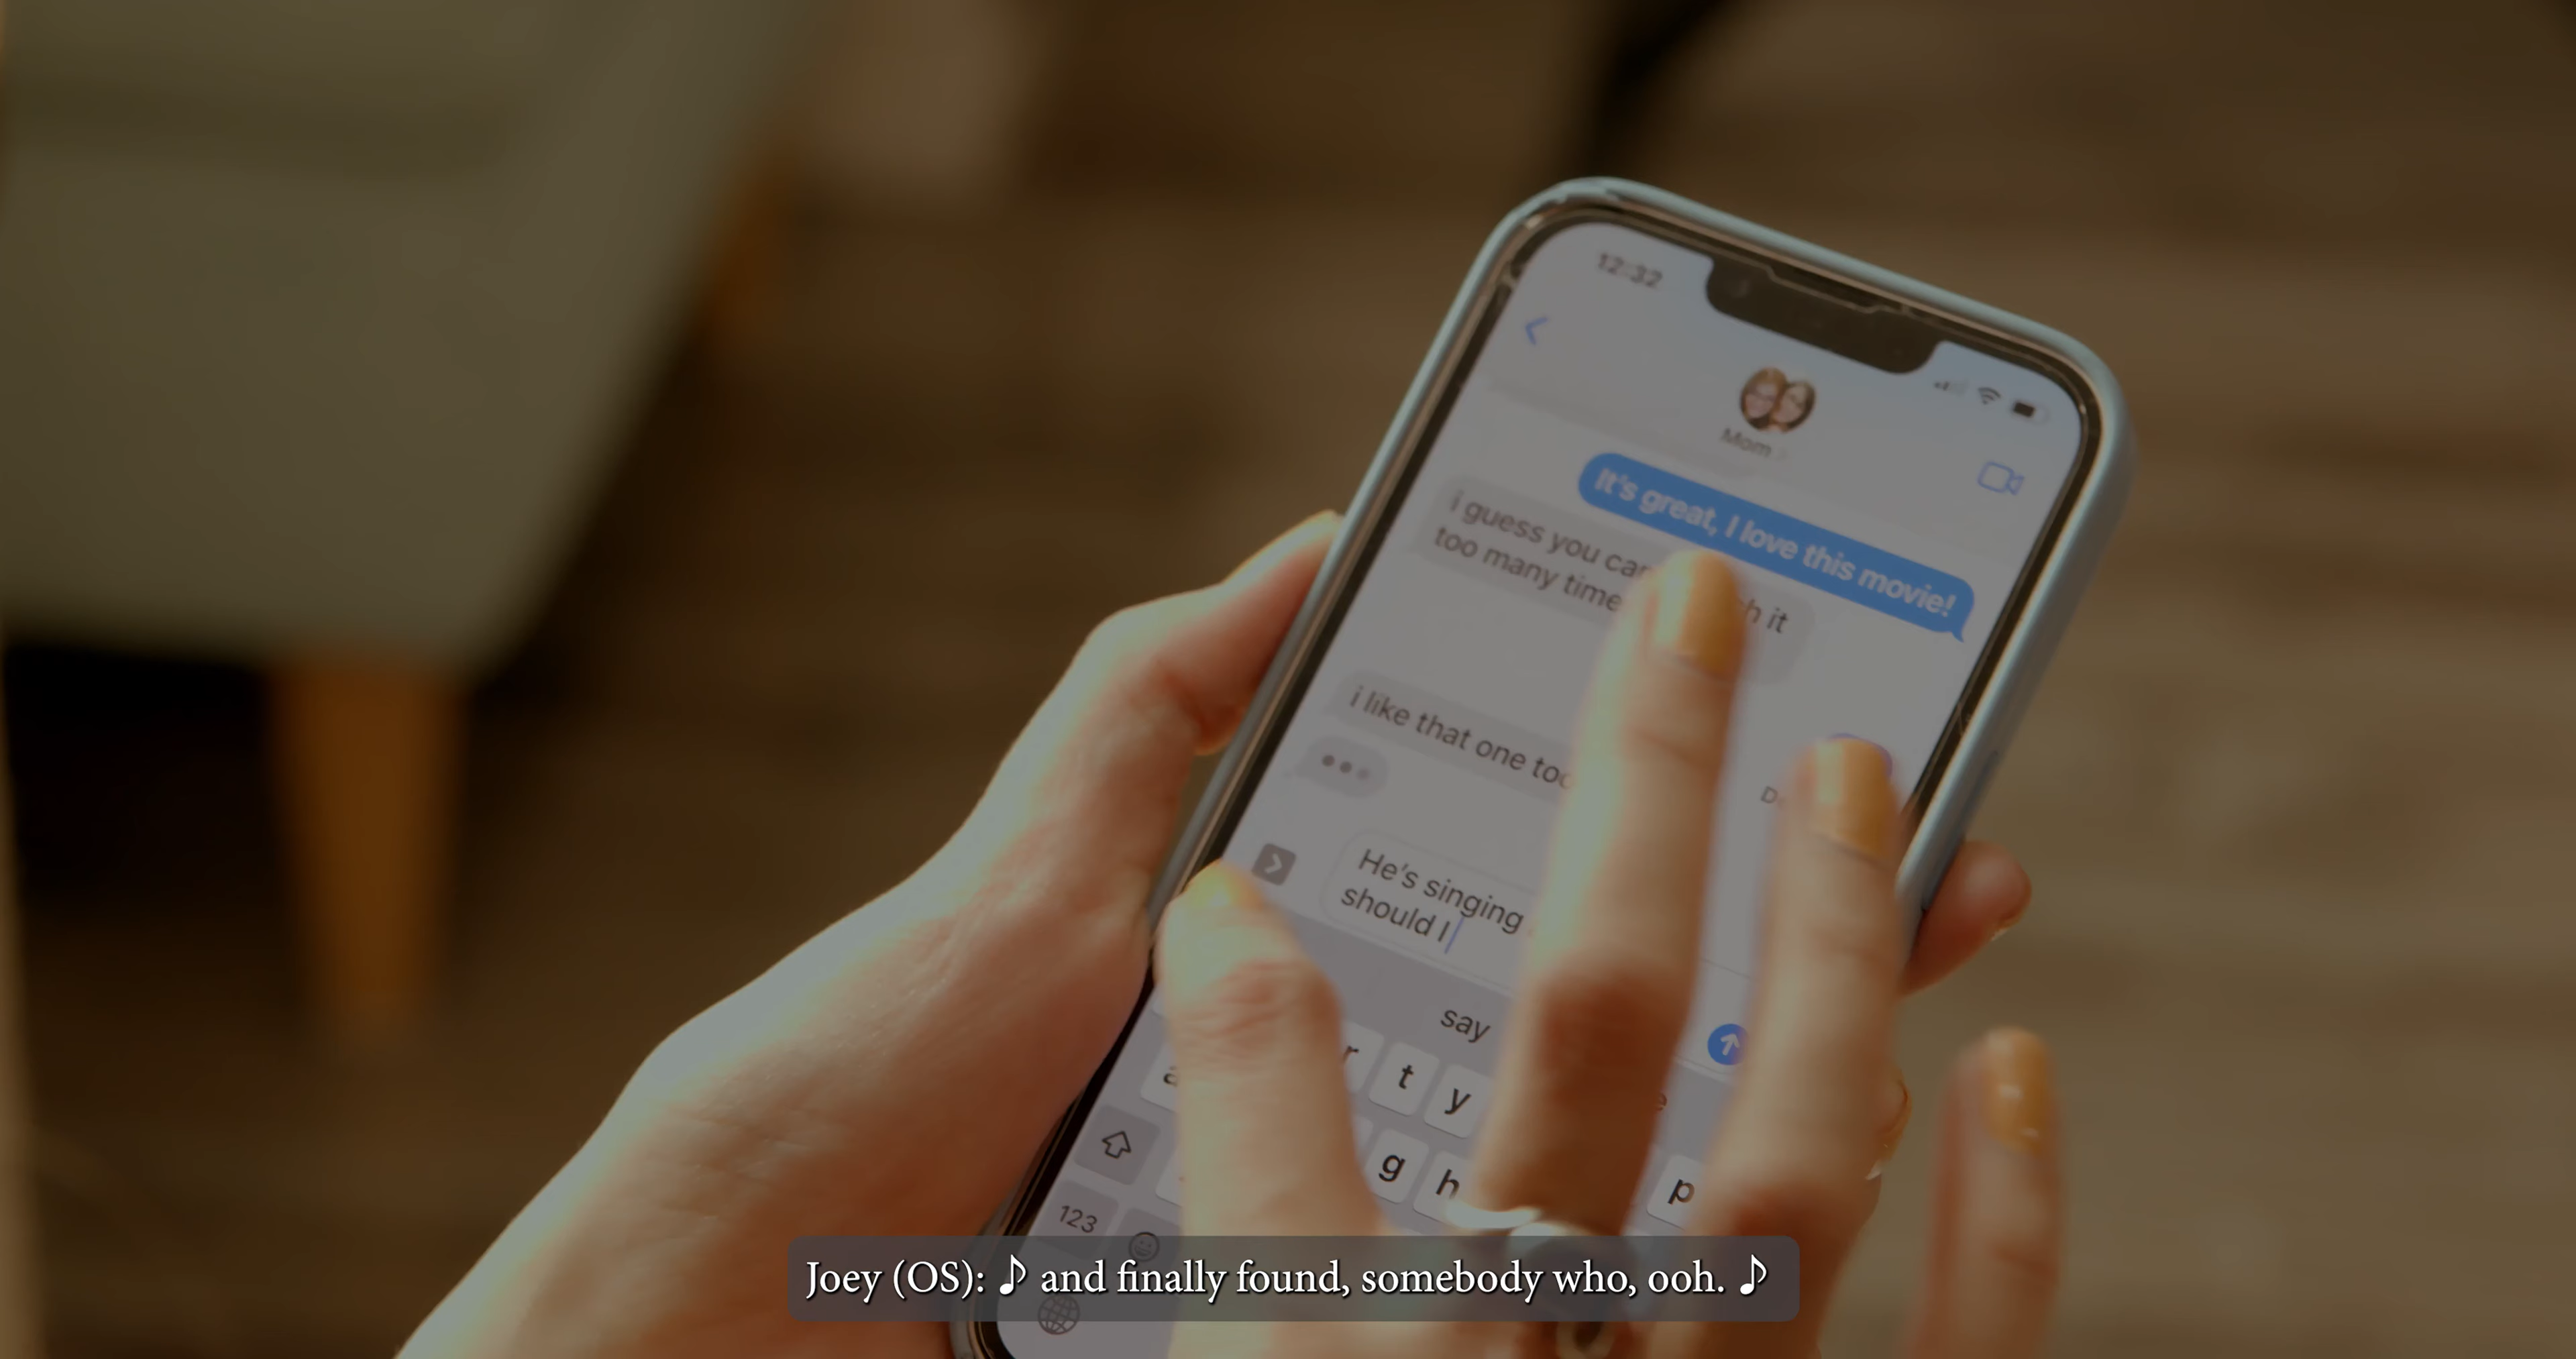 12:32
Mom
It's great, I love this movie!
i guess you h it
too many time
i like that one too
He's singing
should I
say
r t y
a g h
p
123
Joey (OS): ♪ and finally found, somebody who, ooh. ♪